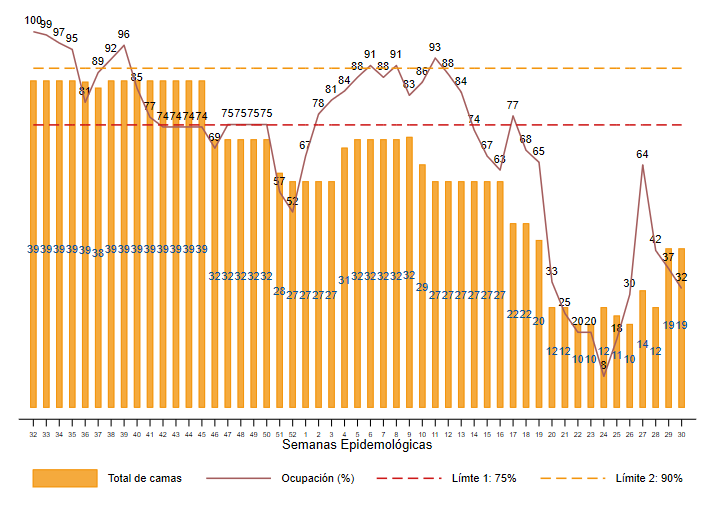 100 99 97 95 81 89 92 96 85 77 74 74 74 74 69 75 75 75 75 57 52 67 78 81 84 88 91 88 91 83 86 93 88 84 74 67 63 77 68 65 33 25 20 20 8 18 30 64 42 37 32
39 39 39 39 39 38 39 39 39 39 39 39 39 39 32 32 32 32 32 28 27 27 27 27 31 32 32 32 32 32 29 27 27 27 27 27 27 22 22 20 12 12 10 10 12 11 10 14 12 19 19
32 33 34 35 36 37 38 39 40 41 42 43 44 45 46 47 48 49 50 51 52 1 2 3 4 5 6 7 8 9 10 11 12 13 14 15 16 17 18 19 20 21 22 23 24 25 26 27 28 29 30
Semanas Epidemológicas
Total de camas Ocupación (%) Límte 1: 75% Límite 2: 90%